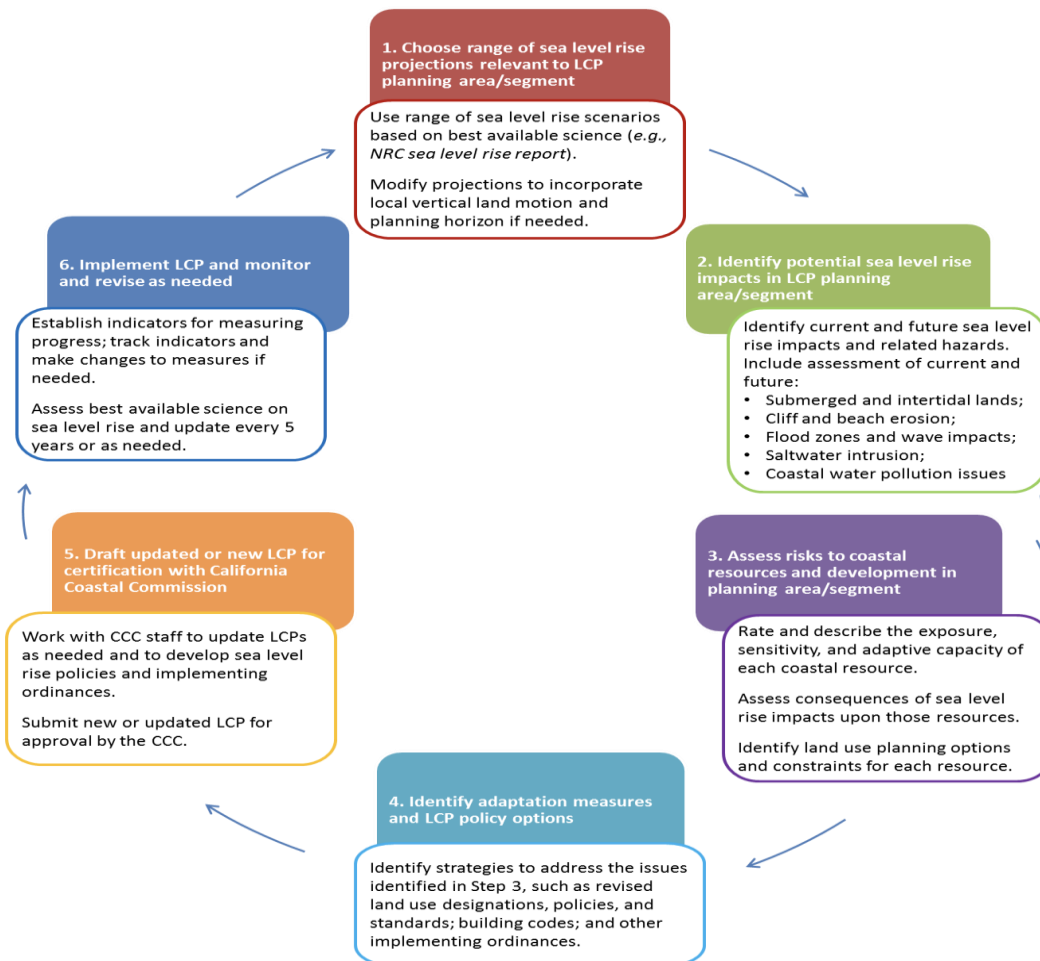 1. Choose range of sea level rise
projections relevant to LCP
planning area/segment
Use range of sea level rise scenarios
based on best available science (e.g.,
NRC sea level rise report).
Modify projections to incorporate
local vertical land motion and
planning horizon if needed.
2. Identify potential sea level rise
impacts in LCP planning
area/segment
Identify current and future sea level
rise impacts and related hazards.
Include assessment of current and
future:
• Submerged and intertidal lands;
• Cliff and beach erosion;
• Flood zones and wave impacts;
• Saltwater intrusion;
• Coastal water pollution issues
3. Assess risks to coastal
resources and development in
planning area/segment
Rate and describe the exposure,
sensitivity, and adaptive capacity of
each coastal resource.
Assess consequences of sea level
rise impacts upon those resources.
Identify land use planning options
and constraints for each resource.
4. Identify adaptation measures
and LCP policy options
Identify strategies to address the issues
identified in Step 3, such as revised
land use designations, policies, and
standards; building codes; and other
implementing ordinances.
5. Draft updated or new LCP for
certification with California
Coastal Commission
Work with CCC staff to update LCPs
as needed and to develop sea level
rise policies and implementing
ordinances.
Submit new or updated LCP for
approval by the CCC.
6. Implement LCP and monitor
and revise as needed
Establish indicators for measuring
progress; track indicators and
make changes to measures if
needed.
Assess best available science on
sea level rise and update every 5
years or as needed.